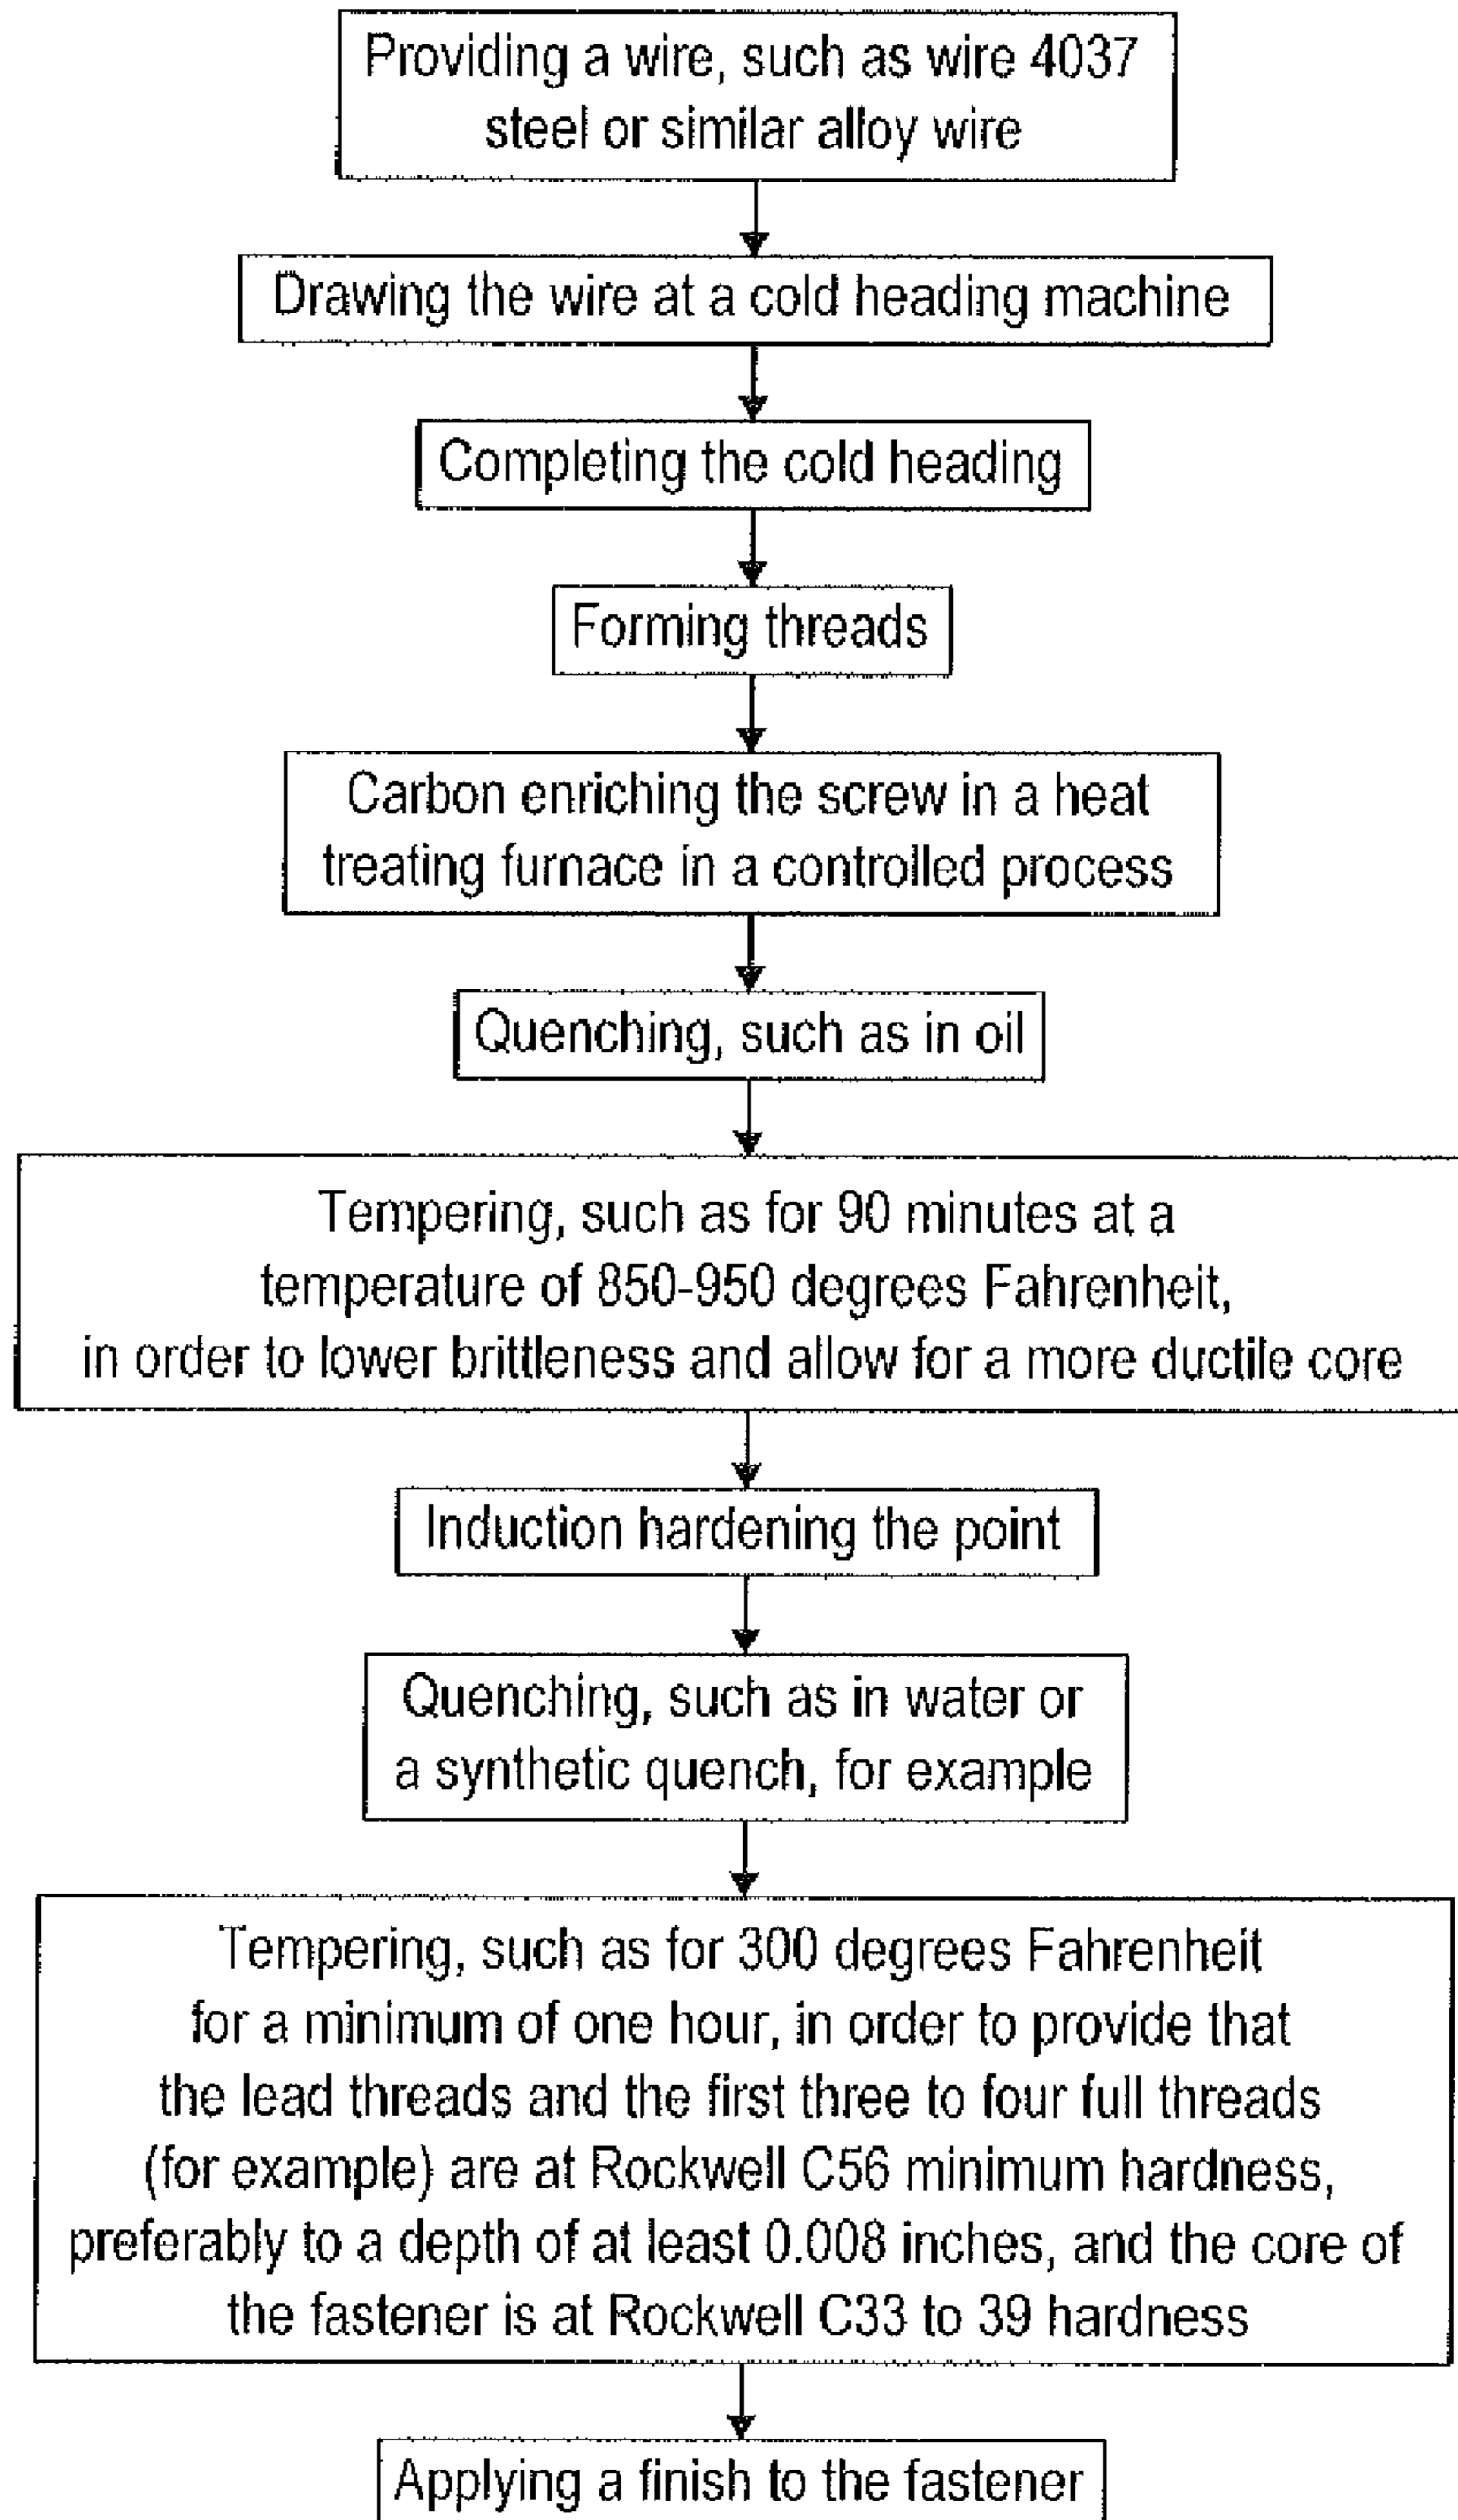 Providing a wire, such as wire 4037
steel or similar alloy wire
Drawing the wire at a cold heading machine
Completing the cold heading
Forming threads
Carbon enriching the screw in a heat
treating furnace in a controlled process
Quenching, such as in oil
Tempering, such as for 90 minutes at a
temperature of 850-950 degrees Fahrenheit,
in order to lower brittleness and allow for a more ductile core
Induction hardening the point
Quenching, such as in water or
a synthetic quench, for example
Tempering, such as for 300 degrees Fahrenheit
for a minimum of one hour, in order to provide that
the lead threads and the first three to four full threads
(for example) are at Rockwell C56 minimum hardness,
preferably to a depth of at least 0.008 inches, and the core of
the fastener is at Rockwell C33 to 39 hardness
Applying a finish to the fastener